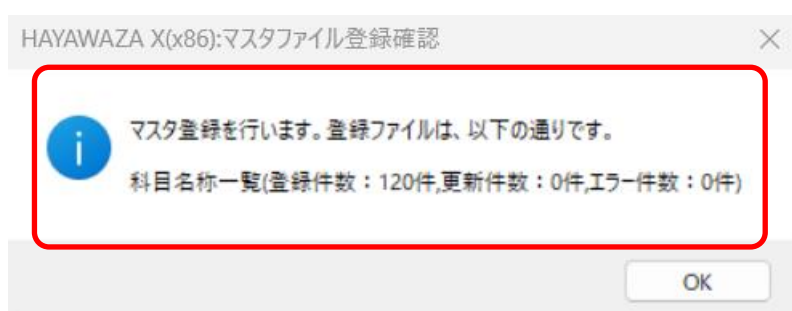 HAYAWAZA X(x86):マスタファイル登録確認
マスタ登録を行います。登録ファイルは、以下の通りです。
科目名称一覧(登録件数：120件,更新件数：0件,エラー件数：0件)
OK